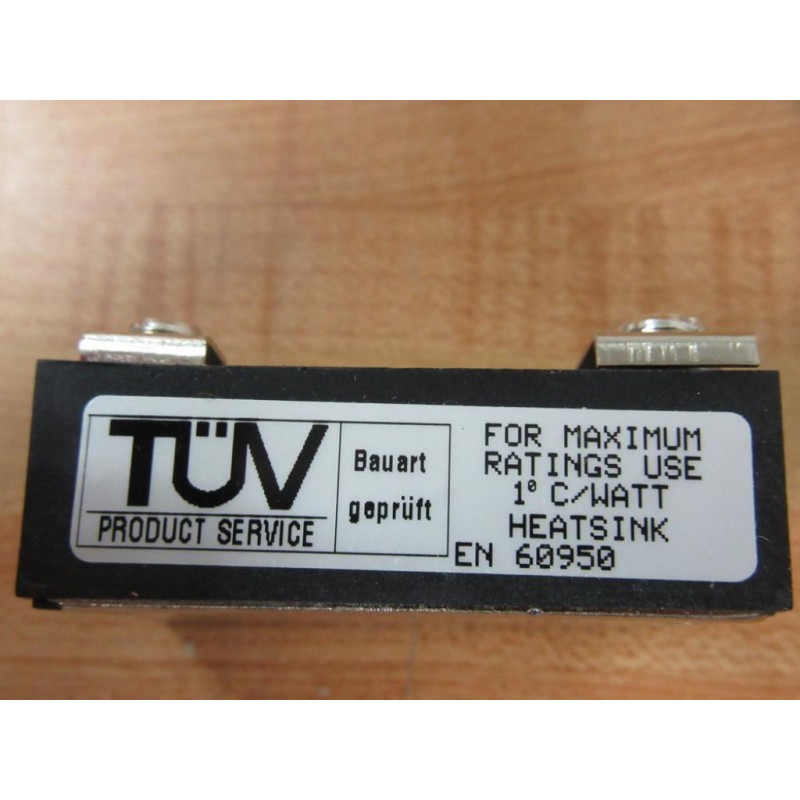 TÜV
PRODUCT SERVICE
Bauart
geprüft
FOR MAXIMUM
RATINGS USE
1° C/WATT
HEATSINK
EN 60950